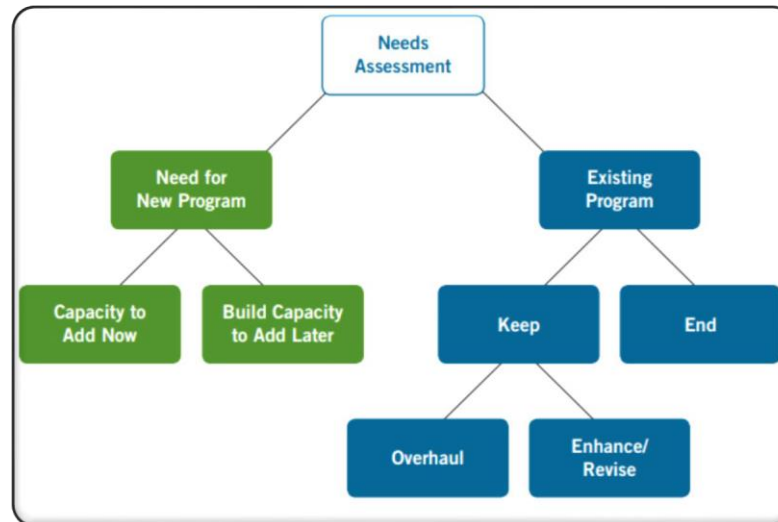 Needs
Assessment
Need for
New Program
Existing
Program
Capacity to
Add Now
Build Capacity
to Add Later
Keep
End
Overhaul
Enhance/
Revise